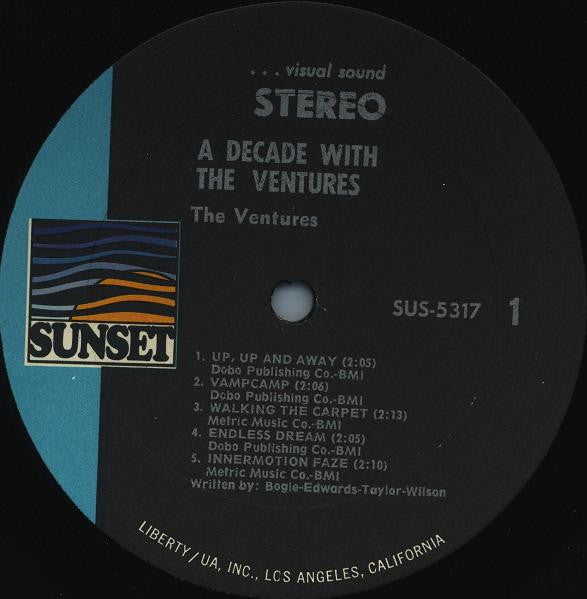 ... visual sound
STEREO
A DECADE WITH
THE VENTURES
The Ventures
SUNSET
SUS-5317 1
1. UP, UP AND AWAY (2:05)
Dobo Publishing Co.-BMI
2. VAMPCAMP (2:06)
Dobo Publishing Co.-BMI
3. WALKING THE CARPET (2:13)
Metric Music Co.-BMI
4. ENDLESS DREAM (2:05)
Dobo Publishing Co.-BMI
5. INNERMOTION FAZE (2:10)
Metric Music Co.-BMI
Written by: Bogle-Edwards-Taylor-Wilson
LIBERTY/UA, INC., LOS ANGELES, CALIFORNIA